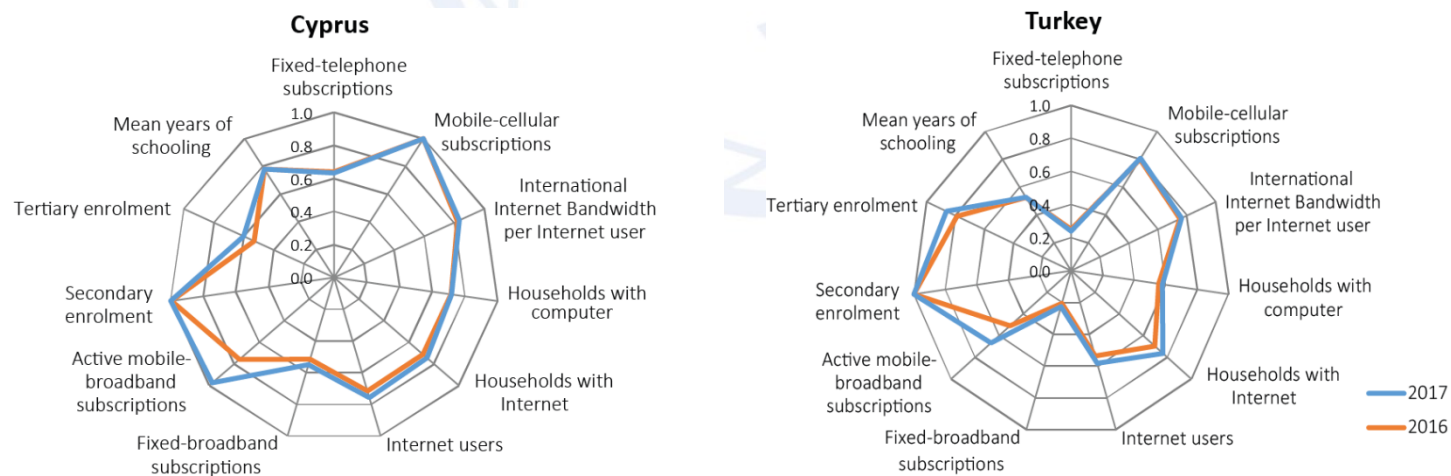 Cyprus
Fixed-telephone
subscriptions
1.0
0.8
0.6
0.4
0.2
0.0
Mobile-cellular
subscriptions
International
Internet Bandwidth
per Internet user
Households with
computer
Households with
Internet
Internet users
Fixed-broadband
subscriptions
Active mobile-
broadband
subscriptions
Secondary
enrolment
Tertiary enrolment
Mean years of
schooling
Turkey
Fixed-telephone
subscriptions
1.0
0.8
0.6
0.4
0.2
0.0
Mobile-cellular
subscriptions
International
Internet Bandwidth
per Internet user
Households with
computer
Households with
Internet
Internet users
Fixed-broadband
subscriptions
Active mobile-
broadband
subscriptions
Secondary
enrolment
Tertiary enrolment
Mean years of
schooling
2017
2016